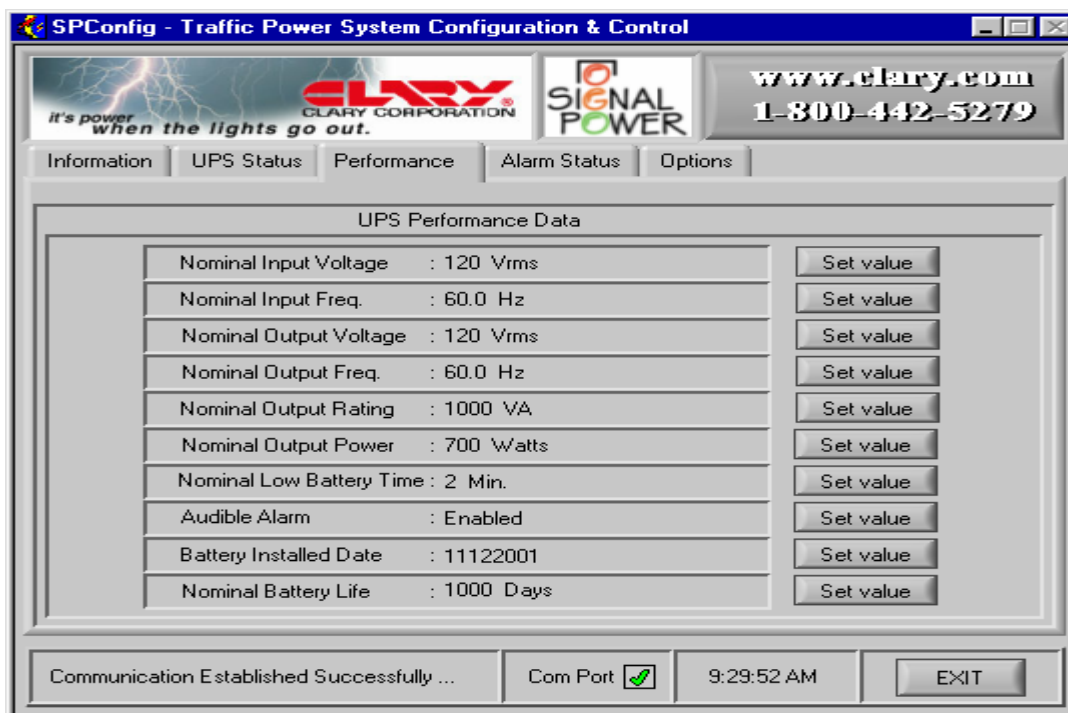 SPConfig - Traffic Power System Configuration & Control
CLARY
CLARY CORPORATION
®
it's power
when the lights go out.
SIGNAL
POWER
www.clary.com
1-800-442-5279
Information UPS Status Performance Alarm Status Options
UPS Performance Data
Nominal Input Voltage : 120 Vrms Set value
Nominal Input Freq. : 60.0 Hz Set value
Nominal Output Voltage : 120 Vrms Set value
Nominal Output Freq. : 60.0 Hz Set value
Nominal Output Rating : 1000 VA Set value
Nominal Output Power : 700 Watts Set value
Nominal Low Battery Time : 2 Min. Set value
Audible Alarm : Enabled Set value
Battery Installed Date : 11122001 Set value
Nominal Battery Life : 1000 Days Set value
Communication Established Successfully ... Com Port 9:29:52 AM EXIT